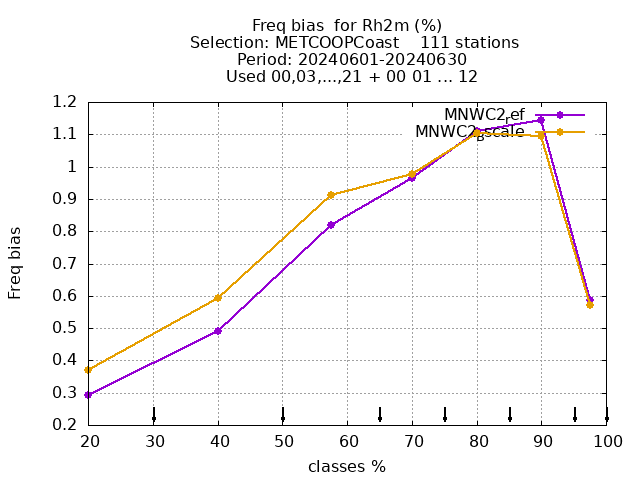 Freq bias  for Rh2m (%)
Selection: METCOOPCoast    111 stations
Period: 20240601-20240630
Used 00,03,...,21 + 00 01 ... 12
MNWC2ref
MNWC2Bscale
1.2
1.1
1
0.9
0.8
0.7
0.6
0.5
0.4
0.3
0.2
Freq bias
20 30 40 50 60 70 80 90 100
classes %